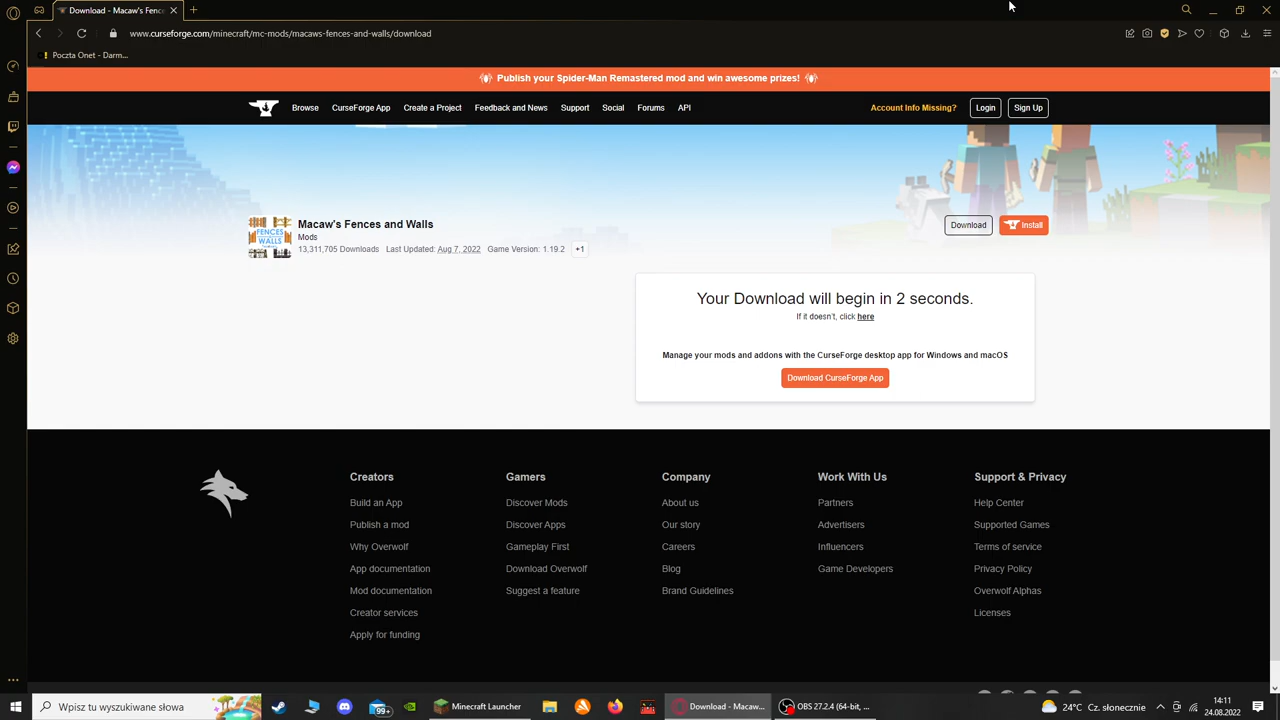 Download - Macaw's Fenc
www.curseforge.com/minecraft/mc-mods/macaws-fences-and-walls/download
Poczta Onet - Darm...
Publish your Spider-Man Remastered mod and win awesome prizes!
Browse CurseForge App Create a Project Feedback and News Support Social Forums API Account Info Missing? Login Sign Up
FENCES
WALLS
Macaw's Fences and Walls
Mods
13,311,705 Downloads Last Updated: Aug 7, 2022 Game Version: 1.19.2 +1
Download Install
Your Download will begin in 2 seconds.
If it doesn't, click here
Manage your mods and addons with the CurseForge desktop app for Windows and macOS
Download CurseForge App
Creators
Build an App
Publish a mod
Why Overwolf
App documentation
Mod documentation
Creator services
Apply for funding
Gamers
Discover Mods
Discover Apps
Gameplay First
Download Overwolf
Suggest a feature
Company
About us
Our story
Careers
Blog
Brand Guidelines
Work With Us
Partners
Advertisers
Influencers
Game Developers
Support & Privacy
Help Center
Supported Games
Terms of service
Privacy Policy
Overwolf Alphas
Licenses
Wpisz tu wyszukiwane słowa
99+
Minecraft Launcher
Download - Macaw...
OBS 27.2.4 (64-bit, ...
24°C Cz. słonecznie
14:11
24.08.2022